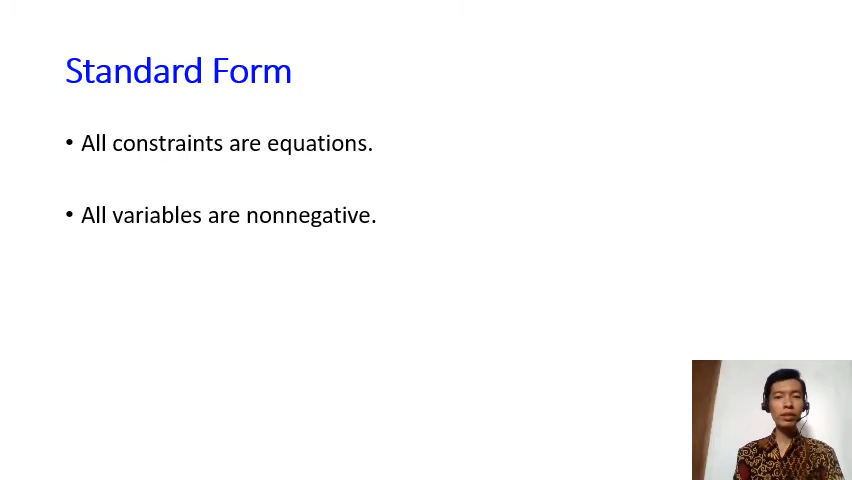 Standard Form
• All constraints are equations.
• All variables are nonnegative.